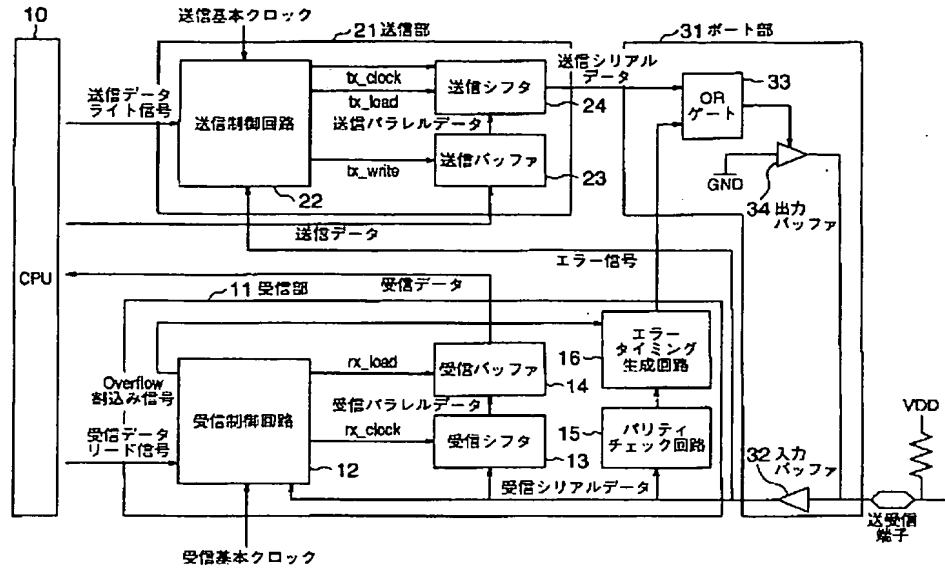 10
送信基本クロック
21 送信部
31 ポート部
送信シリアル
データ
33
tx_clock
送信シフタ
24
OR
ゲート
送信データ
ライト信号
送信制御回路
tx_load
送信パラレルデータ
送信バッファ
23
tx_write
22
GND
34 出力
バッファ
送信データ
エラー信号
CPU
11 受信部
受信データ
エラー
タイミング
生成回路
16
rx_load
受信バッファ
14
Overflow
割込み信号
受信制御回路
受信パラレルデータ
rx_clock
受信シフタ
13
15
パリティ
チェック回路
VDD
受信データ
リード信号
12
受信シリアルデータ
32 入力
バッファ
送受信
端子
受信基本クロック